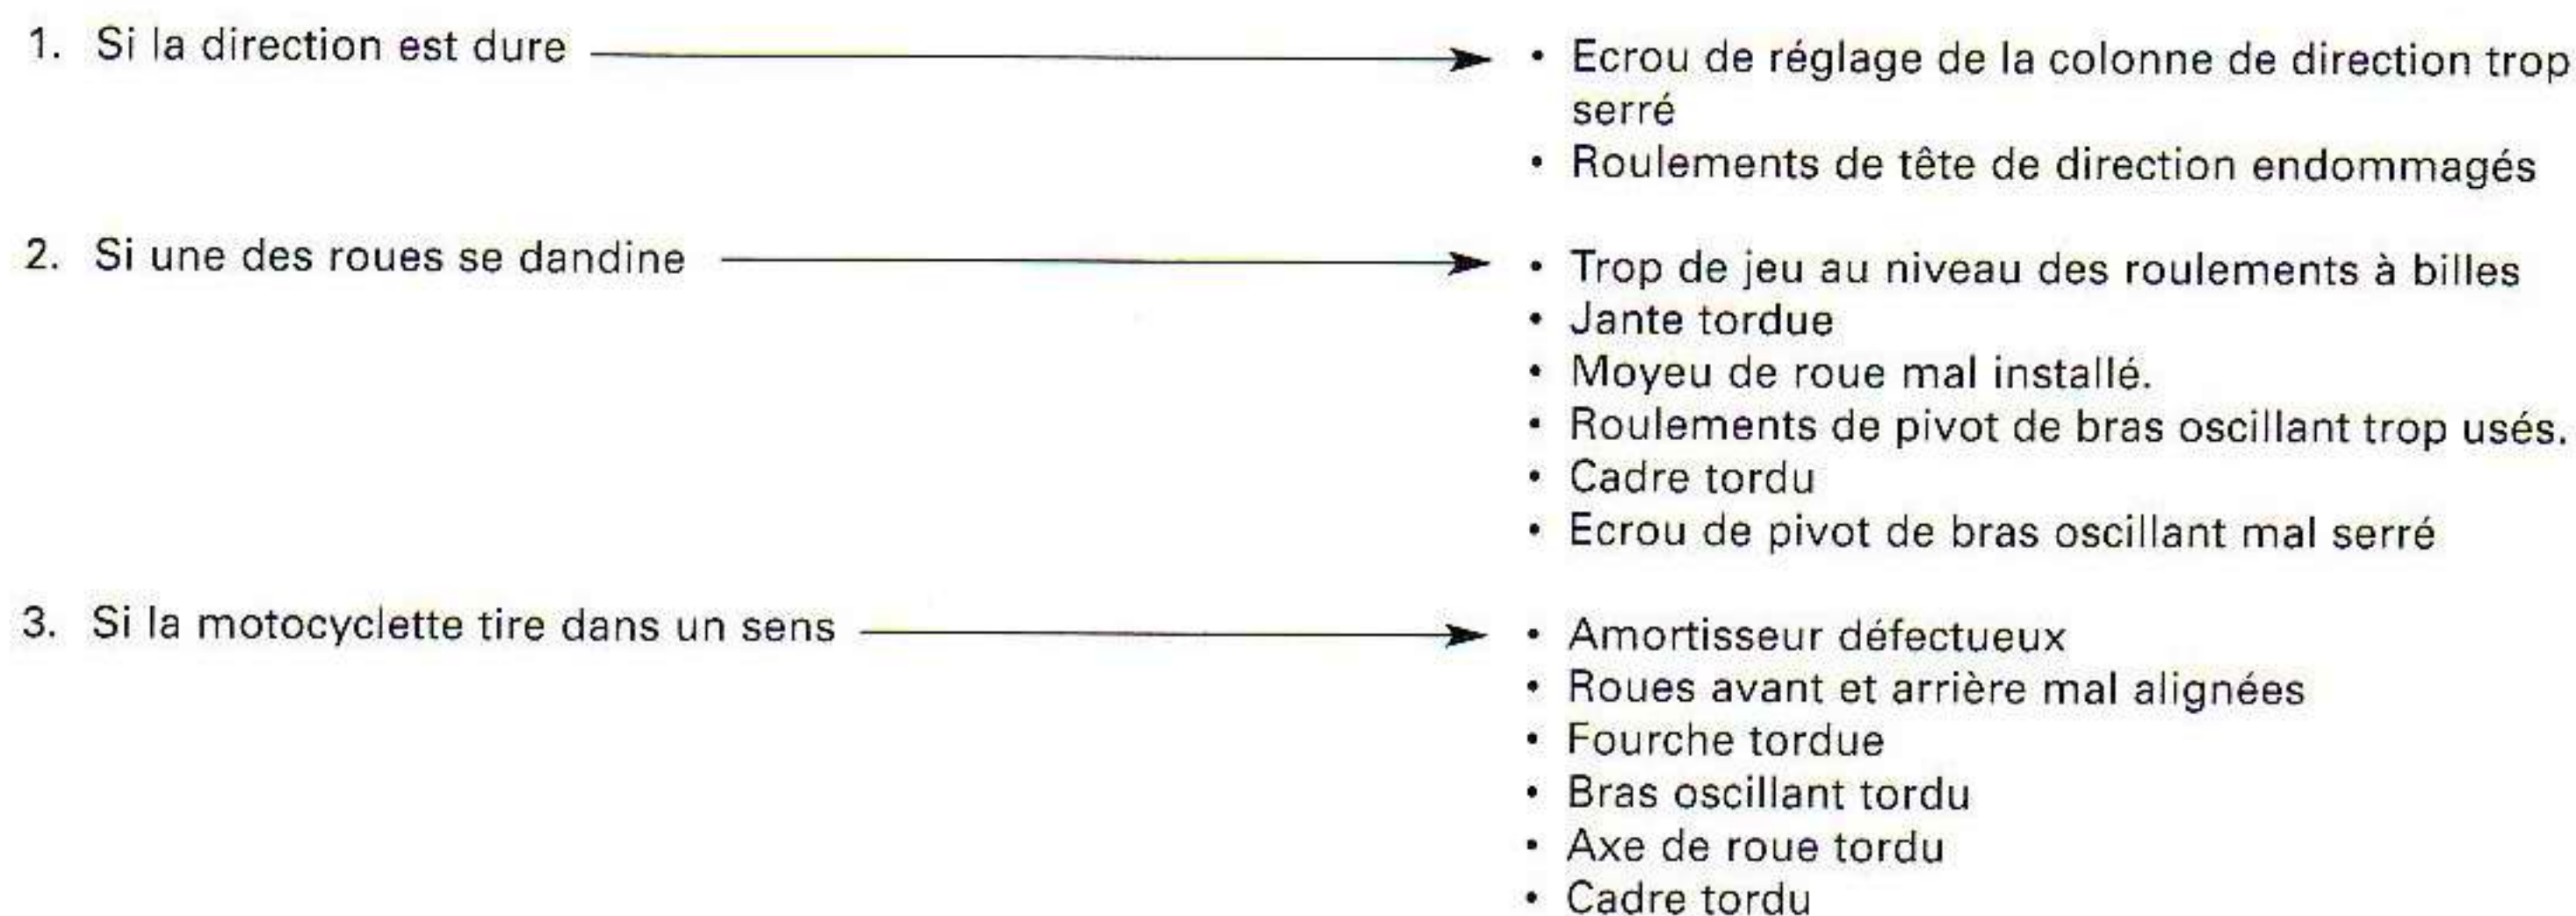 1. Si la direction est dure
• Ecrou de réglage de la colonne de direction trop
serré
• Roulements de tête de direction endommagés
2. Si une des roues se dandine
• Trop de jeu au niveau des roulements à billes
• Jante tordue
• Moyeu de roue mal installé.
• Roulements de pivot de bras oscillant trop usés.
• Cadre tordu
• Ecrou de pivot de bras oscillant mal serré
3. Si la motocyclette tire dans un sens
• Amortisseur défectueux
• Roues avant et arrière mal alignées
• Fourche tordue
• Bras oscillant tordu
• Axe de roue tordu
• Cadre tordu